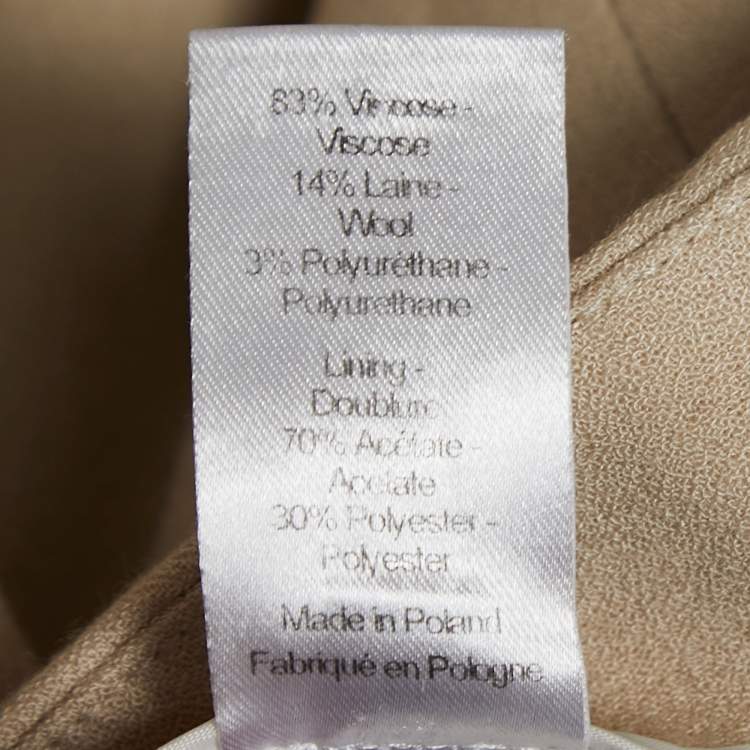 83% Viscose -
Viscose
14% Laine -
Wool
3% Polyuréthane -
Polyurethane
Lining -
Doublure
70% Acétate -
Acetate
30% Polyester -
Polyester
Made in Poland
Fabriqué en Pologne